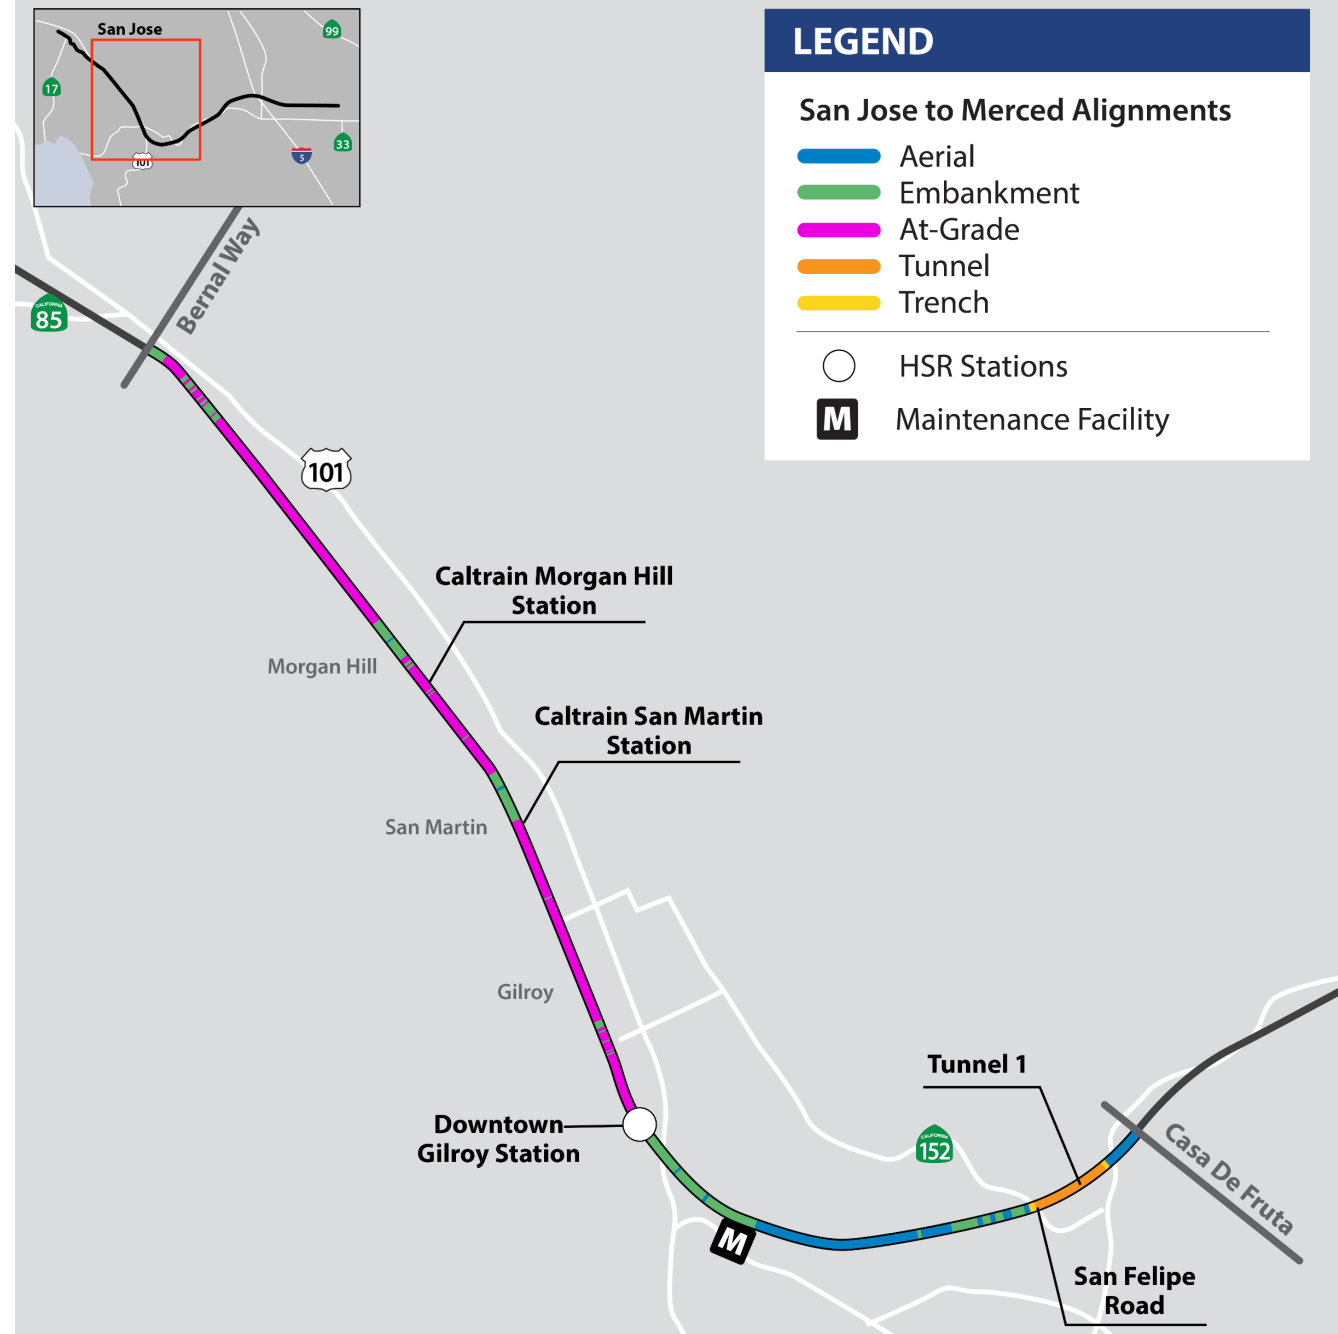 San Jose
99
17
33
5
101
LEGEND
San Jose to Merced Alignments
Aerial
Embankment
At-Grade
Tunnel
Trench
HSR Stations
M
Maintenance Facility
Bernal Way
CALIFORNIA
85
101
Caltrain Morgan Hill
Station
Morgan Hill
Caltrain San Martin
Station
San Martin
Gilroy
Downtown
Gilroy Station
M
Tunnel 1
CALIFORNIA
152
Casa De Fruta
San Felipe
Road